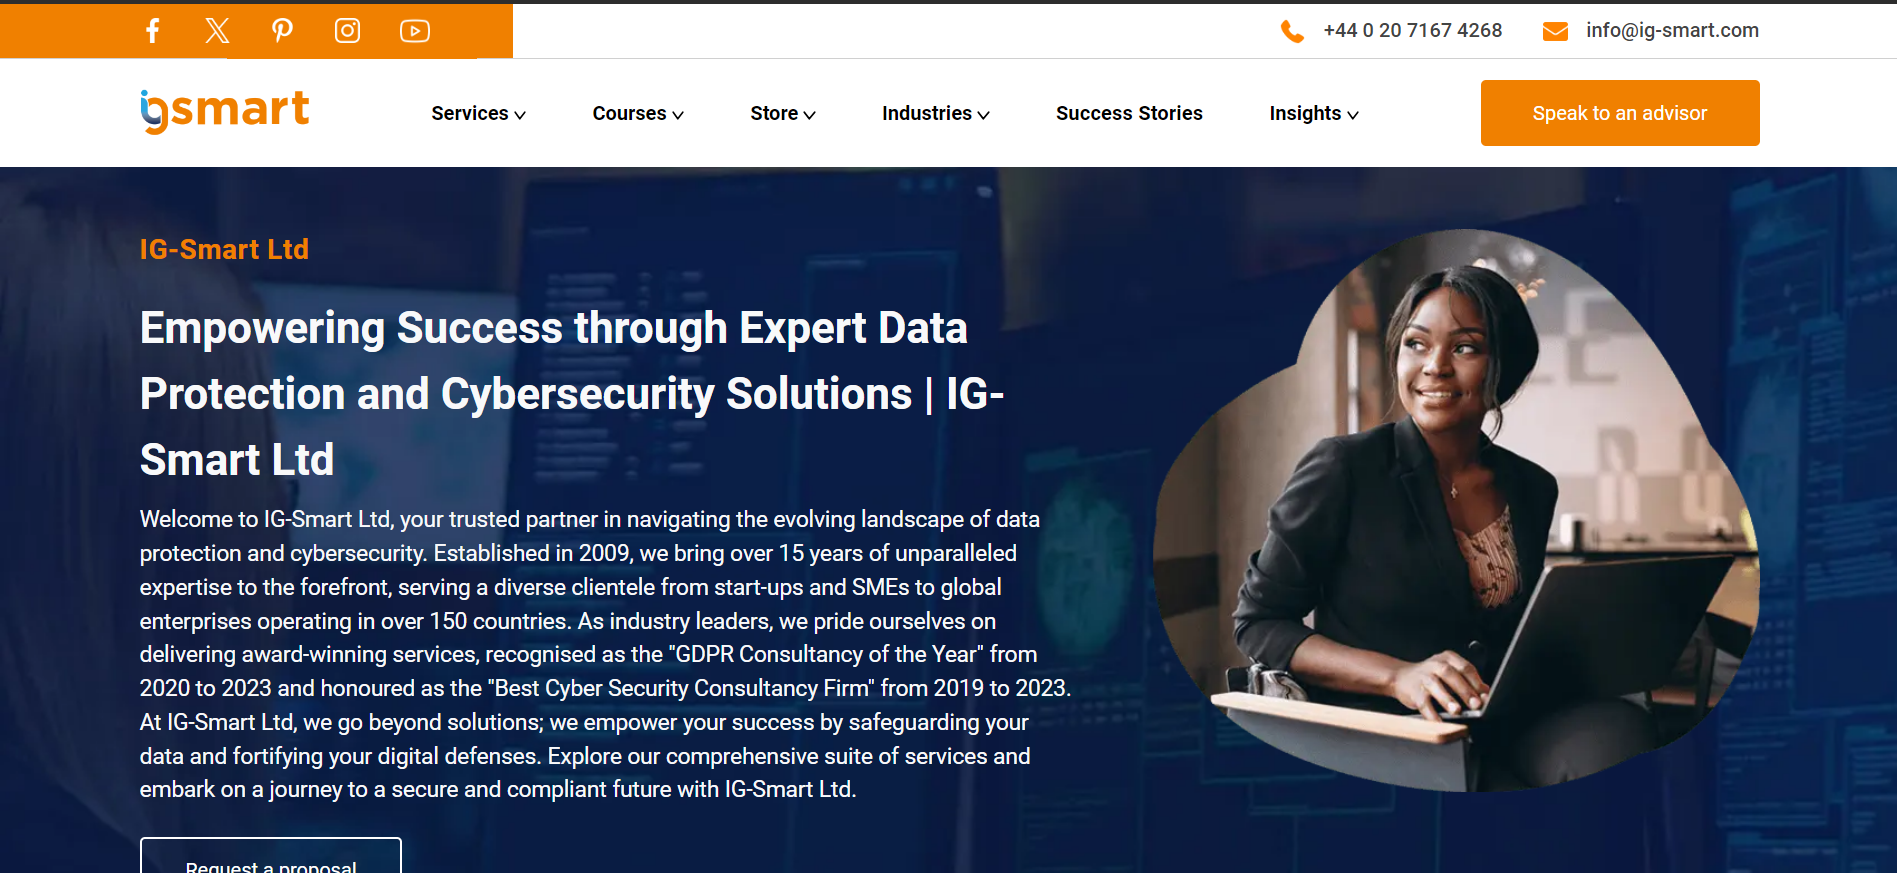 +44 0 20 7167 4268 info@ig-smart.com
igsmart Services Courses Store Industries Success Stories Insights Speak to an advisor
IG-Smart Ltd
Empowering Success through Expert Data
Protection and Cybersecurity Solutions | IG-
Smart Ltd
Welcome to IG-Smart Ltd, your trusted partner in navigating the evolving landscape of data
protection and cybersecurity. Established in 2009, we bring over 15 years of unparalleled
expertise to the forefront, serving a diverse clientele from start-ups and SMEs to global
enterprises operating in over 150 countries. As industry leaders, we pride ourselves on
delivering award-winning services, recognised as the "GDPR Consultancy of the Year" from
2020 to 2023 and honoured as the "Best Cyber Security Consultancy Firm" from 2019 to 2023.
At IG-Smart Ltd, we go beyond solutions; we empower your success by safeguarding your
data and fortifying your digital defenses. Explore our comprehensive suite of services and
embark on a journey to a secure and compliant future with IG-Smart Ltd.
Request a proposal